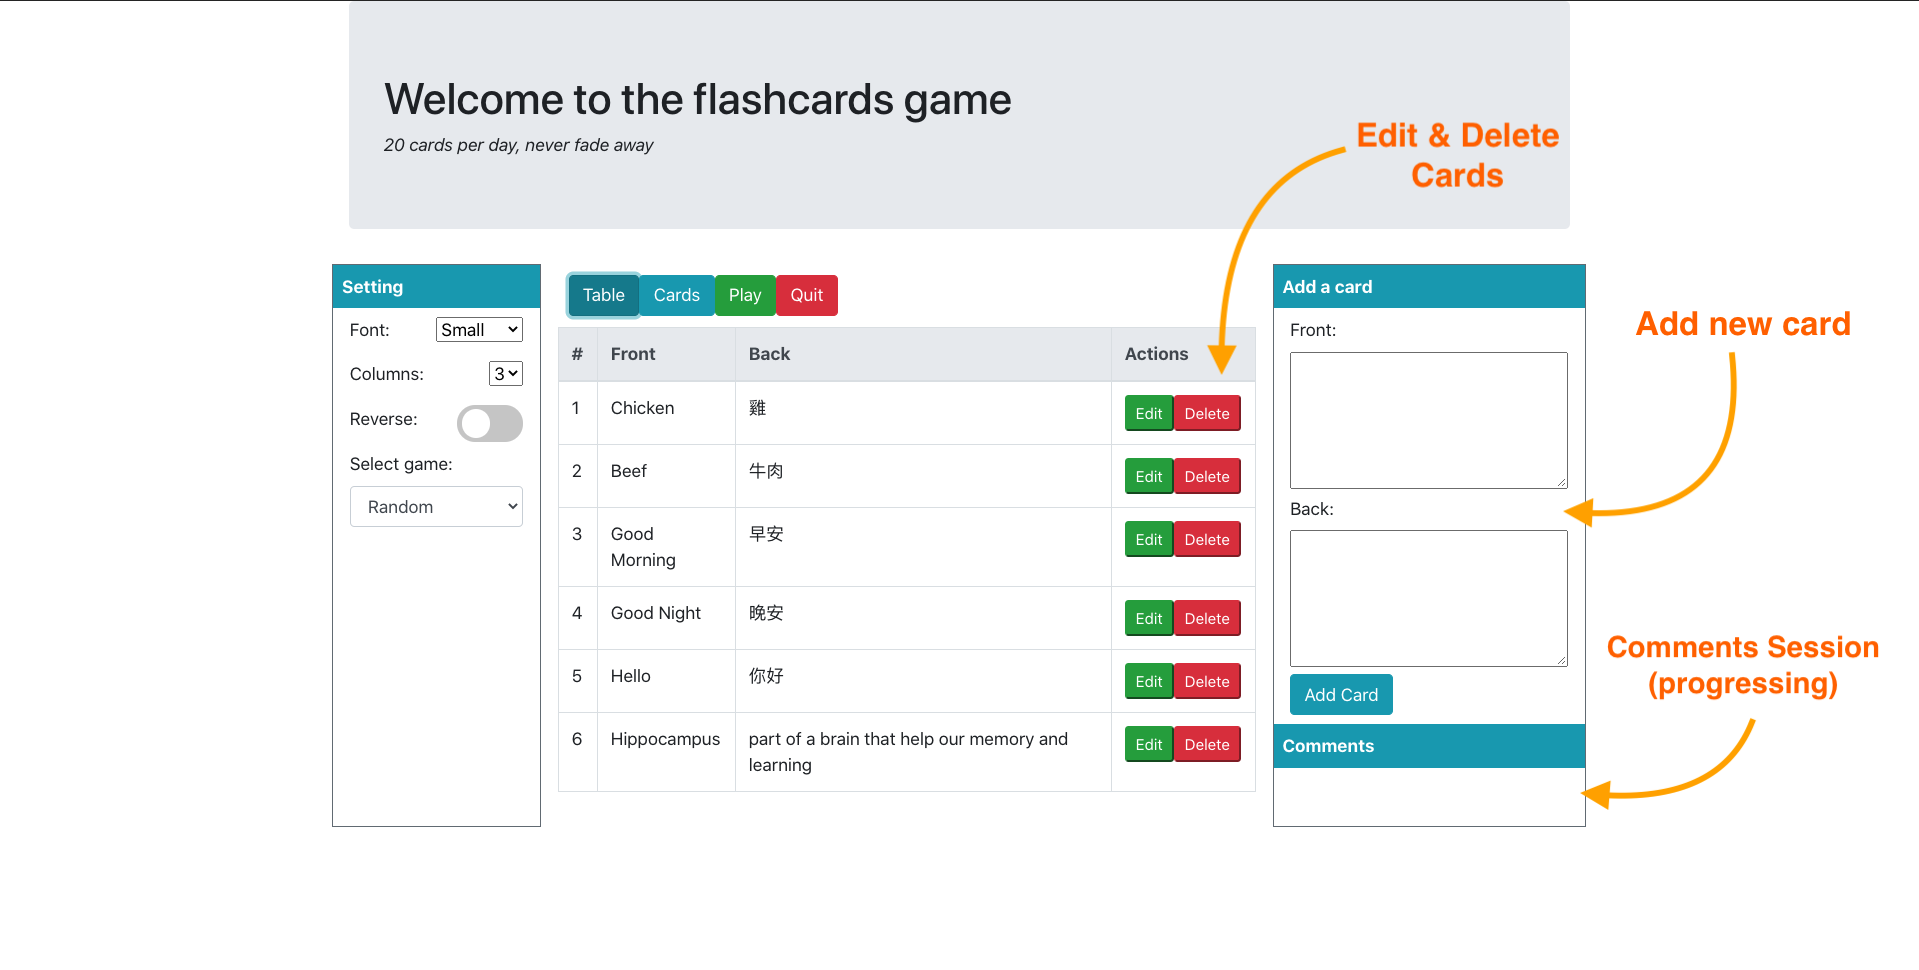 Welcome to the flashcards game
20 cards per day, never fade away
Edit & Delete
Cards
Setting
Font: Small
Columns: 3
Reverse:
Select game:
Random
Table Cards Play Quit
# Front Back Actions
1 Chicken 雞 Edit Delete
2 Beef 牛肉 Edit Delete
3 Good 早安 Edit Delete
Morning
4 Good Night 晚安 Edit Delete
5 Hello 你好 Edit Delete
6 Hippocampus part of a brain that help our memory and Edit Delete
learning
Add a card
Front:
Back:
Add Card
Comments
Add new card
Comments Session
(progressing)